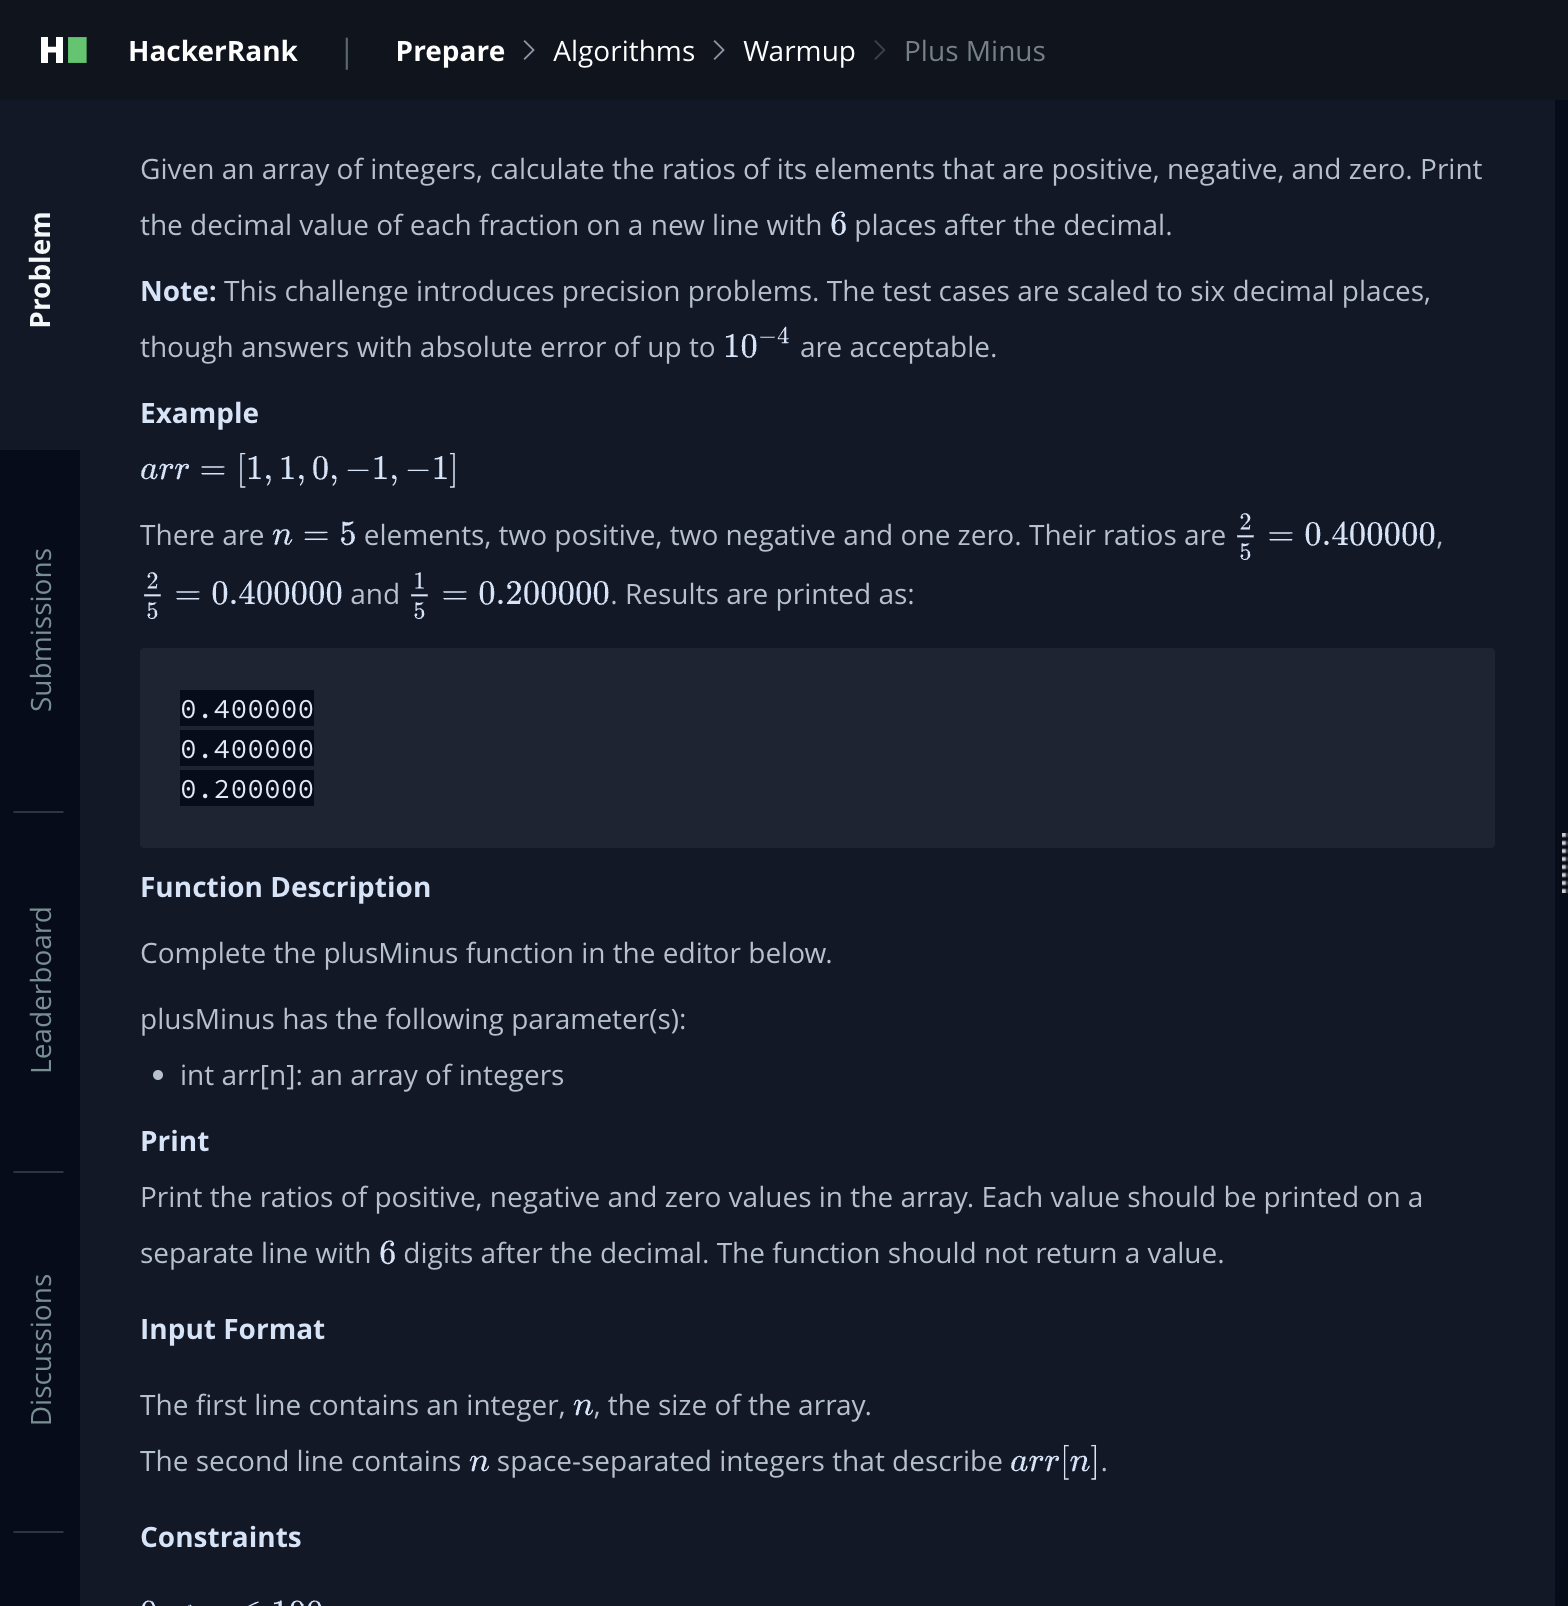 HackerRank | Prepare > Algorithms > Warmup > Plus Minus
Problem
Submissions
Leaderboard
Discussions
Given an array of integers, calculate the ratios of its elements that are positive, negative, and zero. Print
the decimal value of each fraction on a new line with 6 places after the decimal.
Note: This challenge introduces precision problems. The test cases are scaled to six decimal places,
though answers with absolute error of up to 10⁻⁴ are acceptable.
Example
arr = [1, 1, 0, −1, −1]
There are n = 5 elements, two positive, two negative and one zero. Their ratios are 2/5 = 0.400000,
2/5 = 0.400000 and 1/5 = 0.200000. Results are printed as:
0.400000
0.400000
0.200000
Function Description
Complete the plusMinus function in the editor below.
plusMinus has the following parameter(s):
• int arr[n]: an array of integers
Print
Print the ratios of positive, negative and zero values in the array. Each value should be printed on a
separate line with 6 digits after the decimal. The function should not return a value.
Input Format
The first line contains an integer, n, the size of the array.
The second line contains n space-separated integers that describe arr[n].
Constraints